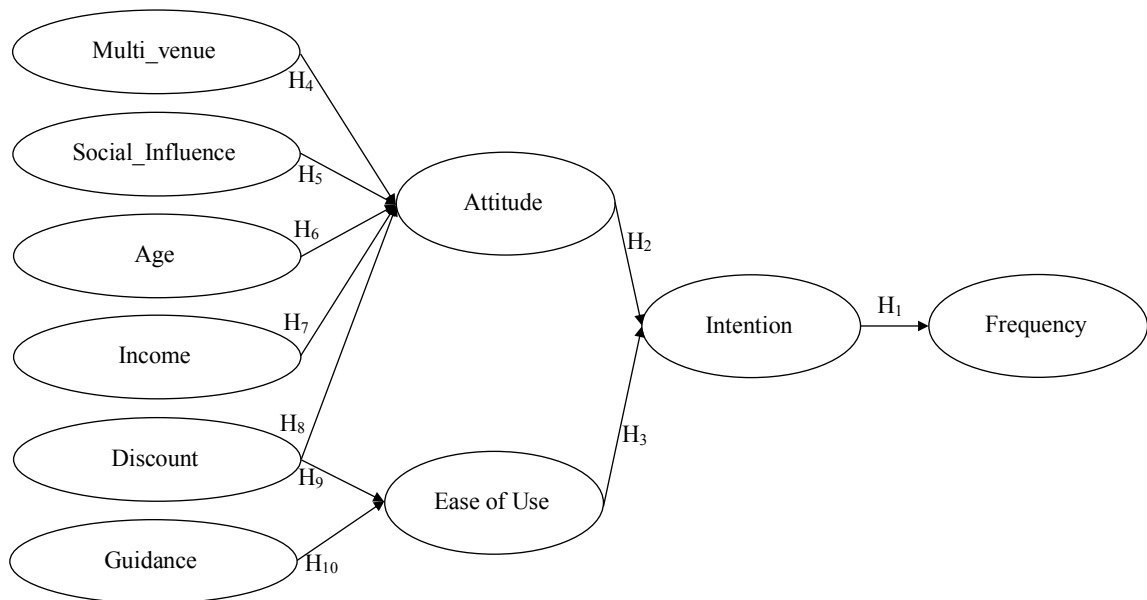 Multi_venue
H4
Social_Influence
H5
Attitude
Age
H6
H2
Income
H7
Intention
H1
Frequency
Discount
H8
H9
H3
Ease of Use
Guidance
H10